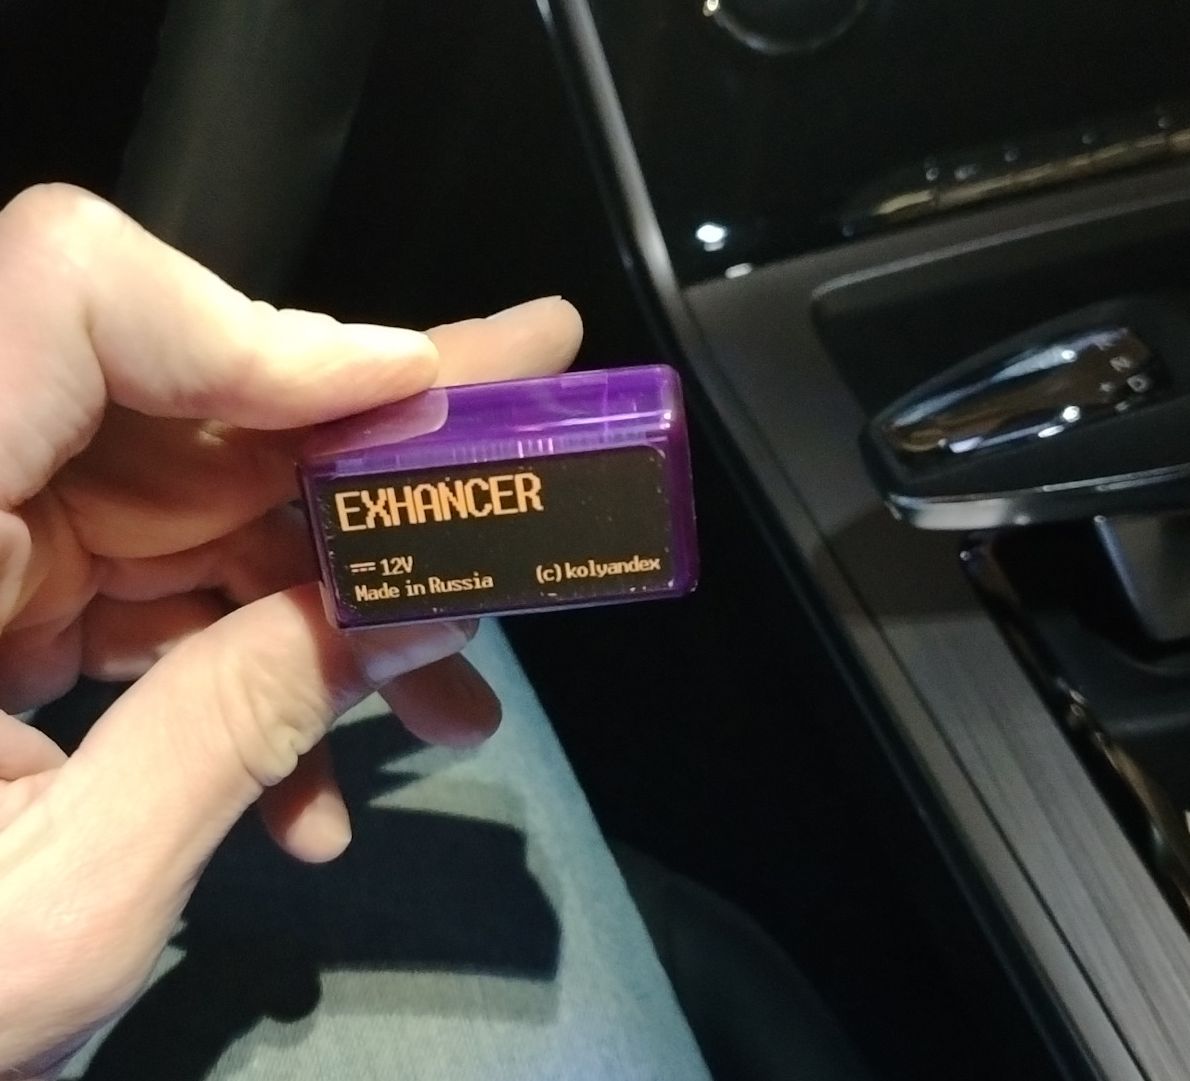 EXHANCER
⎓ 12V
Made in Russia (c) kolyandex
N
D